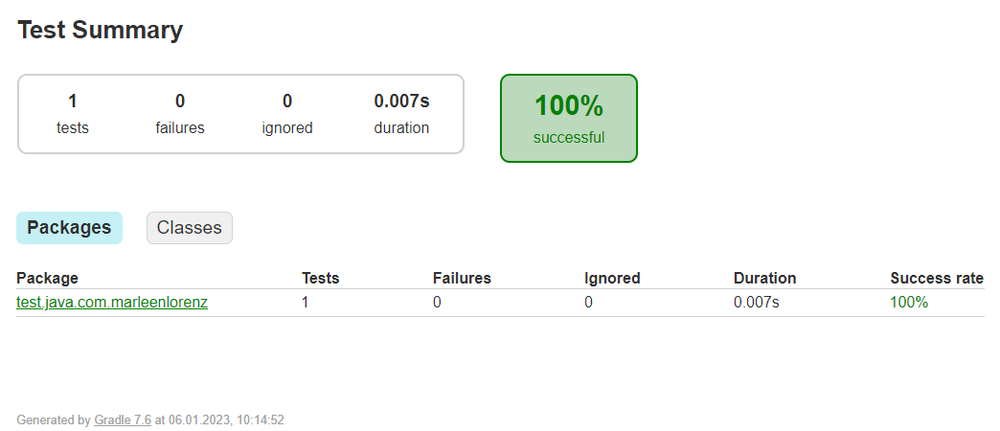 Test Summary
1 0 0 0.007s 100%
tests failures ignored duration successful
Packages Classes
Package Tests Failures Ignored Duration Success rate
test.java.com.marleenlorenz 1 0 0 0.007s 100%
Generated by Gradle 7.6 at 06.01.2023, 10:14:52